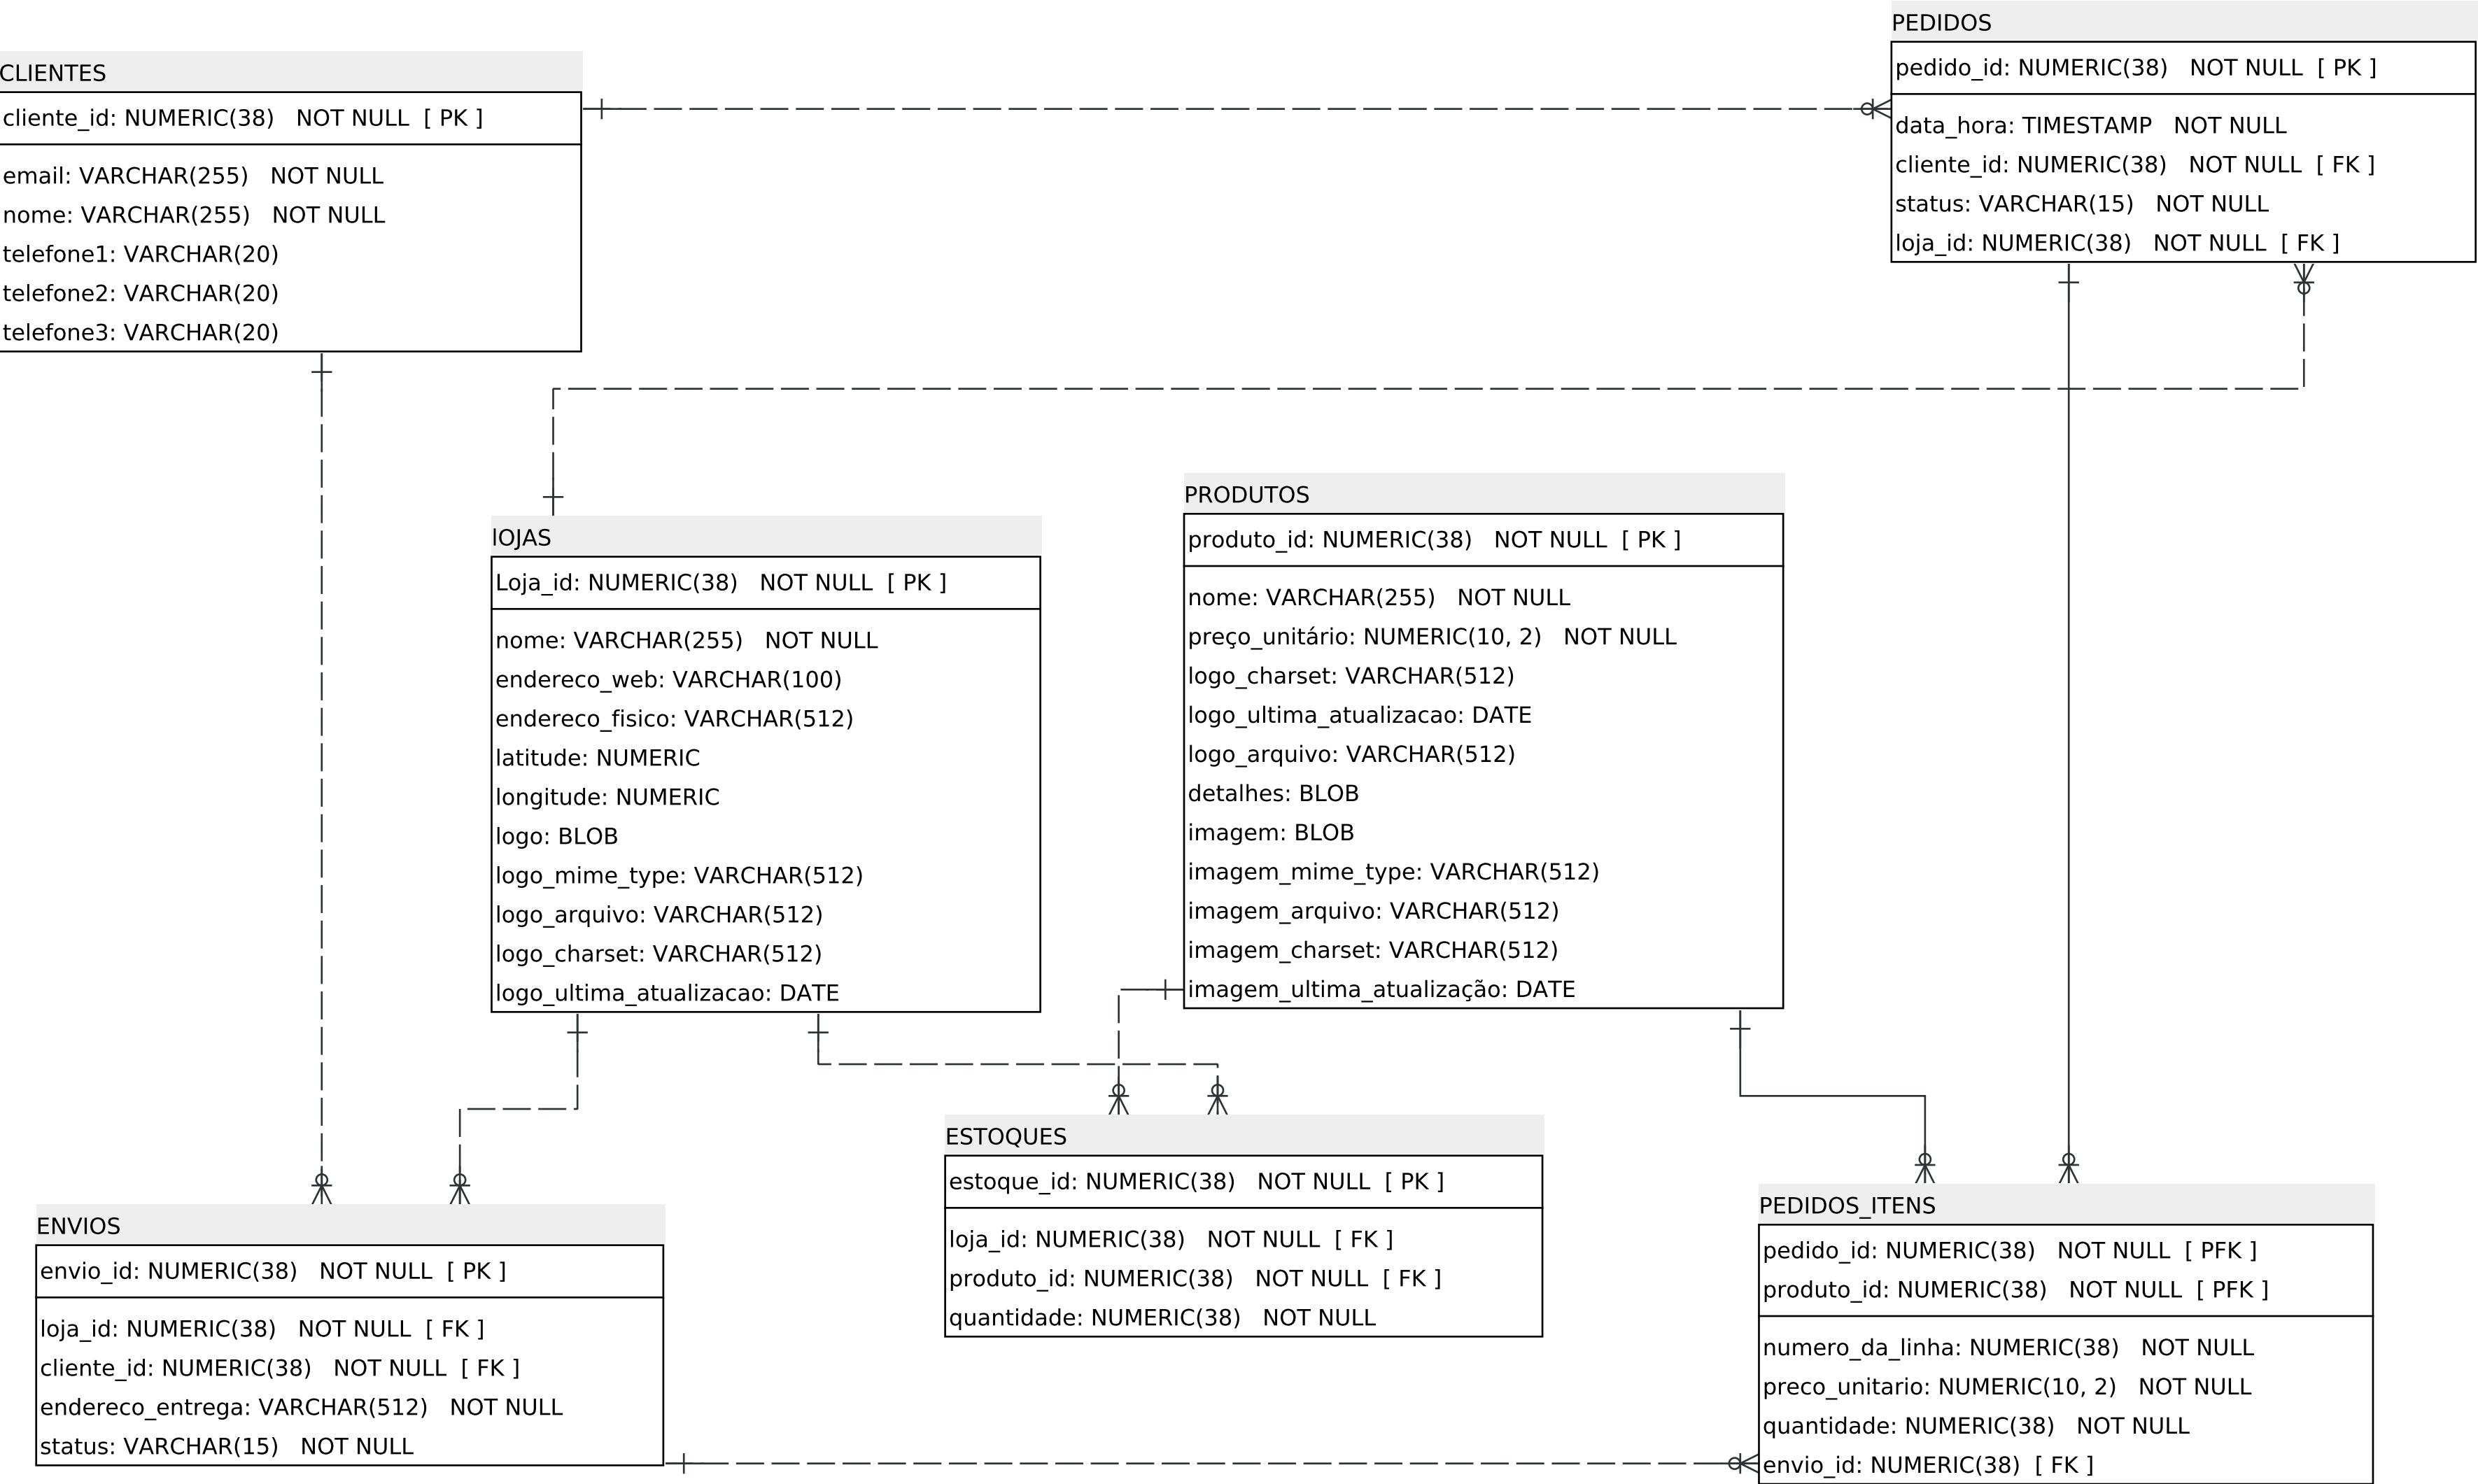 CLIENTES
cliente_id: NUMERIC(38) NOT NULL [ PK ]
email: VARCHAR(255) NOT NULL
nome: VARCHAR(255) NOT NULL
telefone1: VARCHAR(20)
telefone2: VARCHAR(20)
telefone3: VARCHAR(20)
PEDIDOS
pedido_id: NUMERIC(38) NOT NULL [ PK ]
data_hora: TIMESTAMP NOT NULL
cliente_id: NUMERIC(38) NOT NULL [ FK ]
status: VARCHAR(15) NOT NULL
loja_id: NUMERIC(38) NOT NULL [ FK ]
lOJAS
Loja_id: NUMERIC(38) NOT NULL [ PK ]
nome: VARCHAR(255) NOT NULL
endereco_web: VARCHAR(100)
endereco_fisico: VARCHAR(512)
latitude: NUMERIC
longitude: NUMERIC
logo: BLOB
logo_mime_type: VARCHAR(512)
logo_arquivo: VARCHAR(512)
logo_charset: VARCHAR(512)
logo_ultima_atualizacao: DATE
PRODUTOS
produto_id: NUMERIC(38) NOT NULL [ PK ]
nome: VARCHAR(255) NOT NULL
preço_unitário: NUMERIC(10, 2) NOT NULL
logo_charset: VARCHAR(512)
logo_ultima_atualizacao: DATE
logo_arquivo: VARCHAR(512)
detalhes: BLOB
imagem: BLOB
imagem_mime_type: VARCHAR(512)
imagem_arquivo: VARCHAR(512)
imagem_charset: VARCHAR(512)
imagem_ultima_atualização: DATE
ENVIOS
envio_id: NUMERIC(38) NOT NULL [ PK ]
loja_id: NUMERIC(38) NOT NULL [ FK ]
cliente_id: NUMERIC(38) NOT NULL [ FK ]
endereco_entrega: VARCHAR(512) NOT NULL
status: VARCHAR(15) NOT NULL
ESTOQUES
estoque_id: NUMERIC(38) NOT NULL [ PK ]
loja_id: NUMERIC(38) NOT NULL [ FK ]
produto_id: NUMERIC(38) NOT NULL [ FK ]
quantidade: NUMERIC(38) NOT NULL
PEDIDOS_ITENS
pedido_id: NUMERIC(38) NOT NULL [ PFK ]
produto_id: NUMERIC(38) NOT NULL [ PFK ]
numero_da_linha: NUMERIC(38) NOT NULL
preco_unitario: NUMERIC(10, 2) NOT NULL
quantidade: NUMERIC(38) NOT NULL
envio_id: NUMERIC(38) [ FK ]